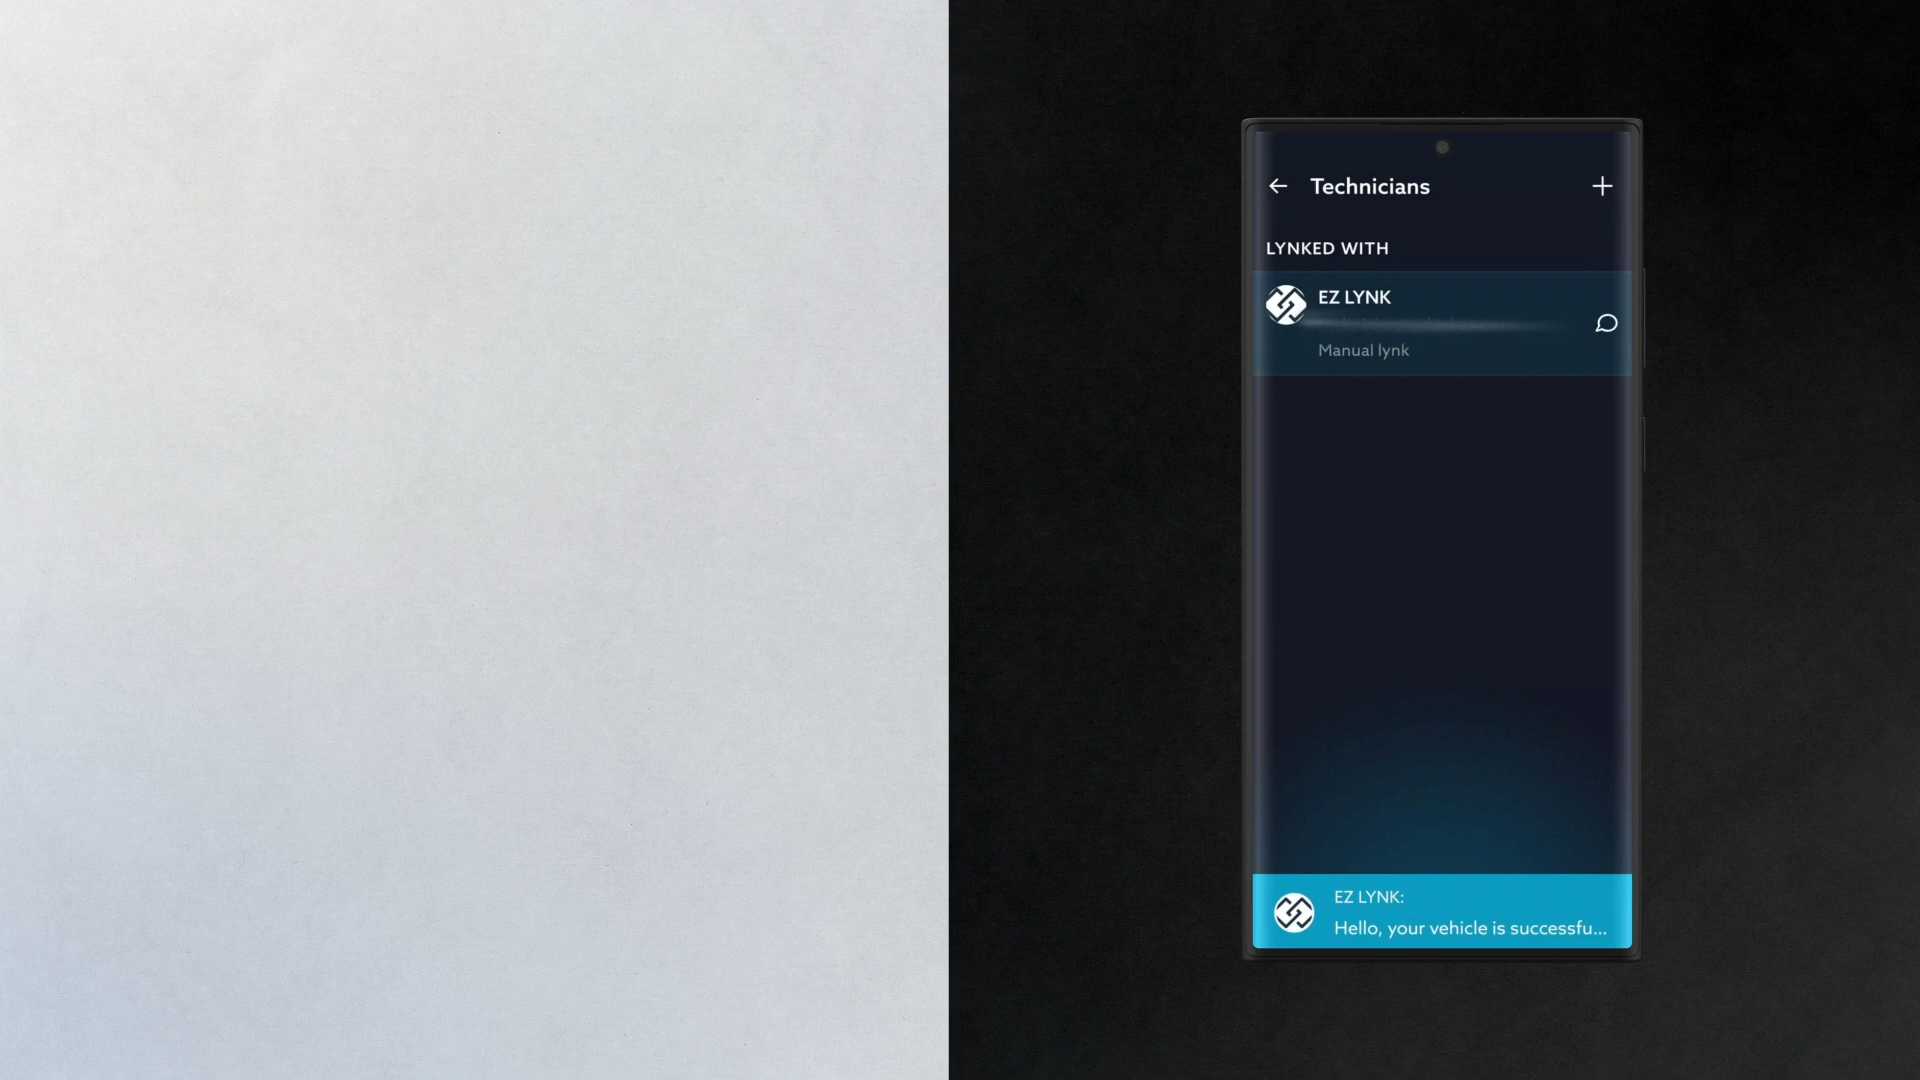 Technicians
LYNKED WITH
EZ LYNK
Manual lynk
EZ LYNK:
Hello, your vehicle is successfu...